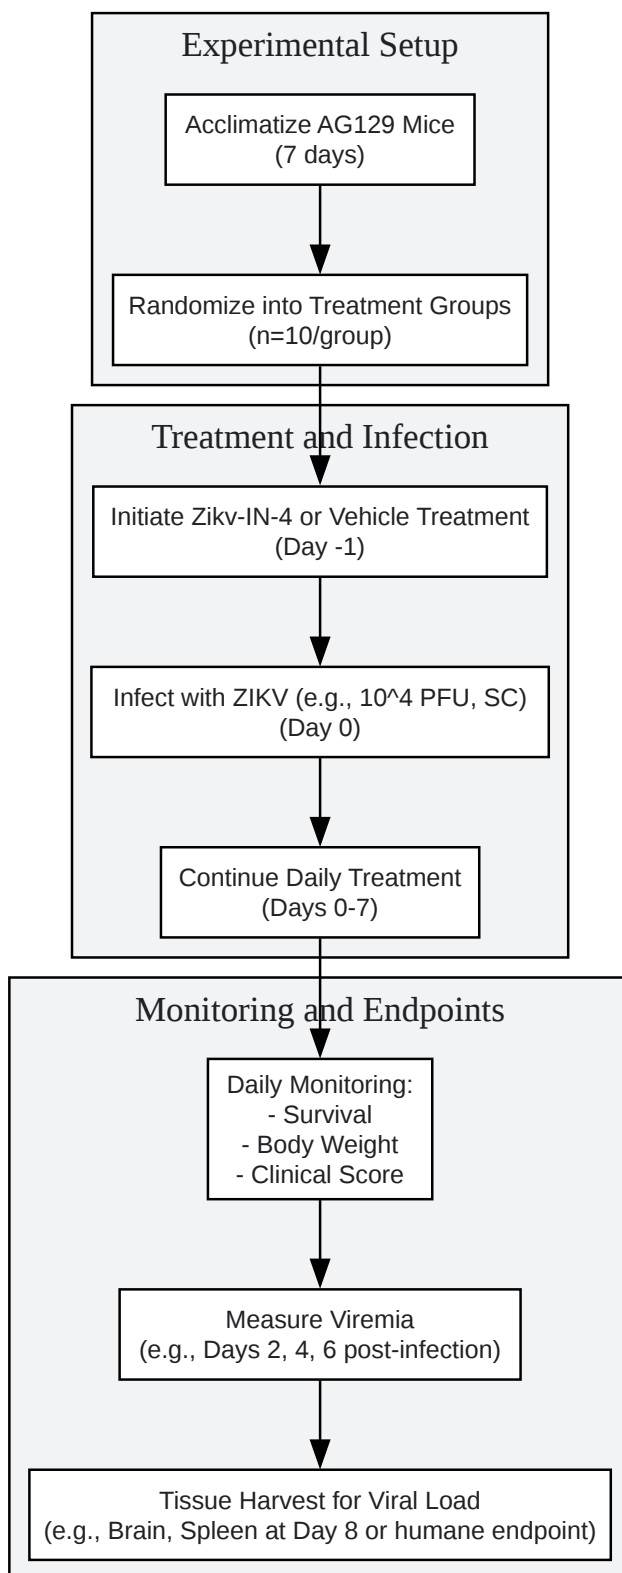 Experimental Setup
Acclimatize AG129 Mice
(7 days)
Randomize into Treatment Groups
(n=10/group)
Treatment and Infection
Initiate Zikv-IN-4 or Vehicle Treatment
(Day -1)
Infect with ZIKV (e.g., 10^4 PFU, SC)
(Day 0)
Continue Daily Treatment
(Days 0-7)
Monitoring and Endpoints
Daily Monitoring:
- Survival
- Body Weight
- Clinical Score
Measure Viremia
(e.g., Days 2, 4, 6 post-infection)
Tissue Harvest for Viral Load
(e.g., Brain, Spleen at Day 8 or humane endpoint)